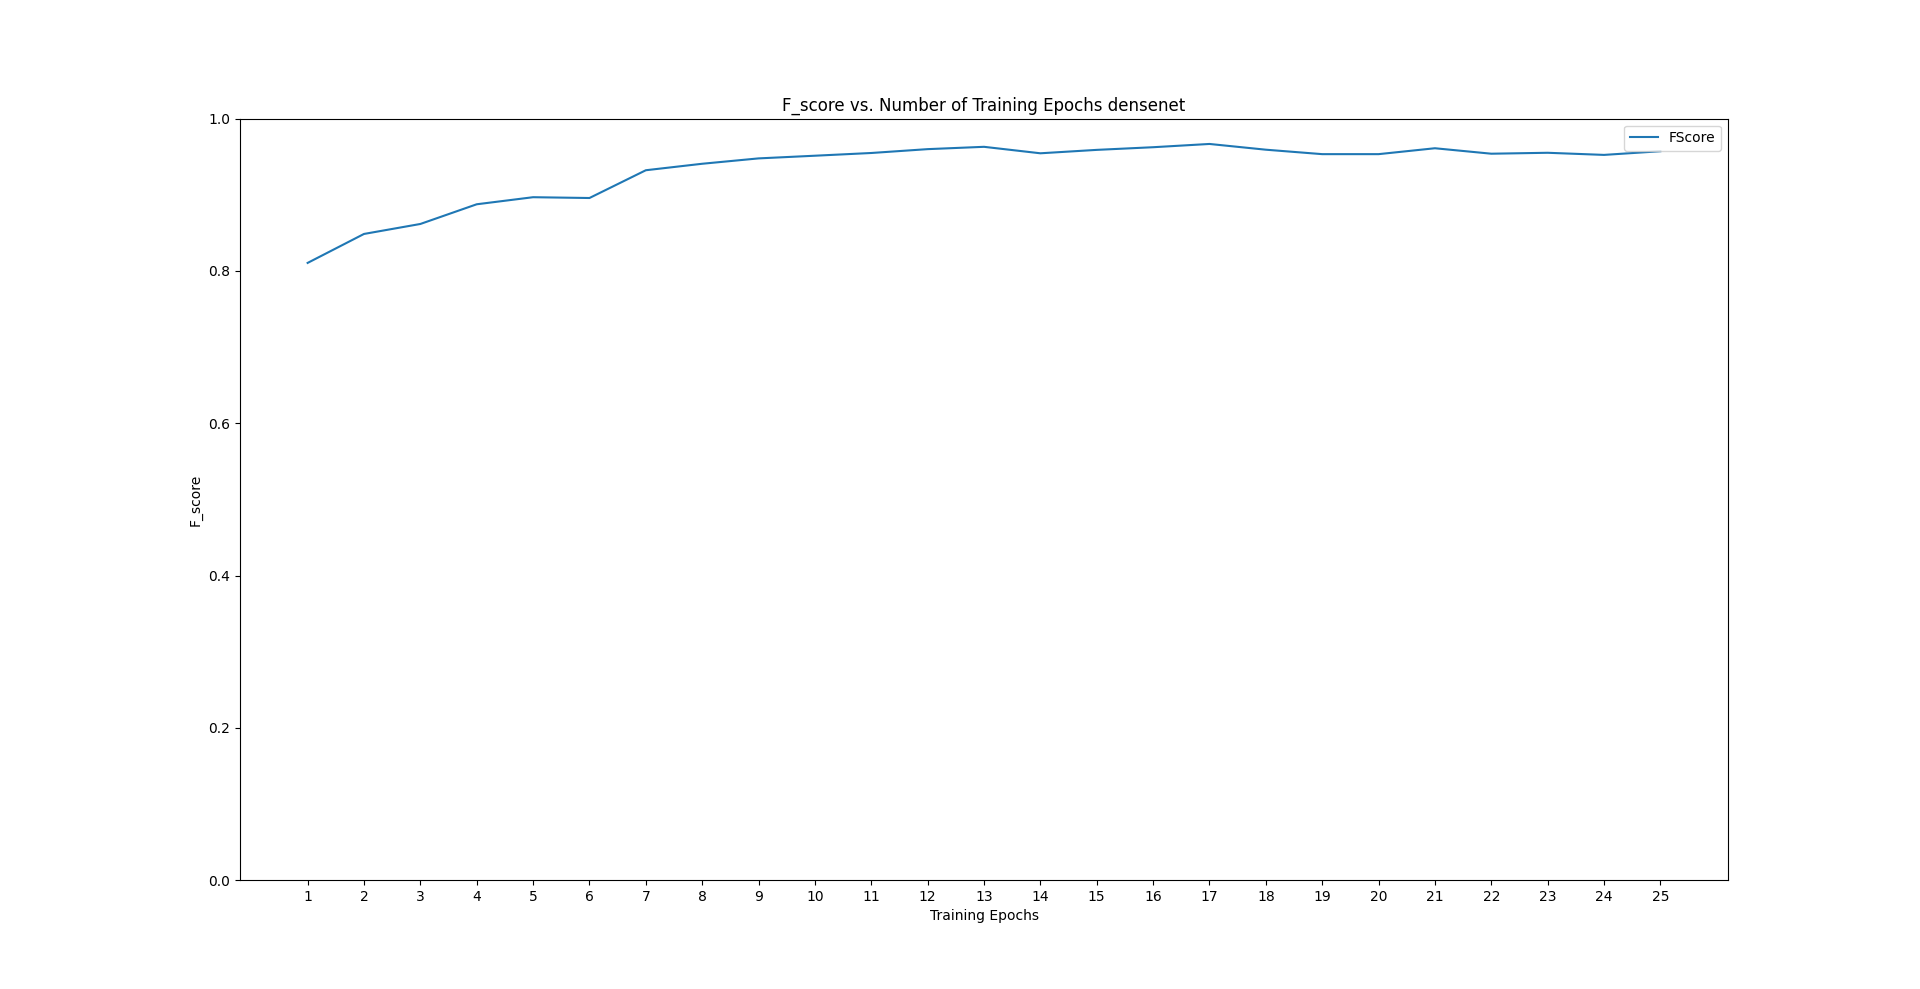 F_score vs. Number of Training Epochs densenet
FScore
1.0
0.8
0.6
0.4
0.2
0.0
F_score
1 2 3 4 5 6 7 8 9 10 11 12 13 14 15 16 17 18 19 20 21 22 23 24 25
Training Epochs